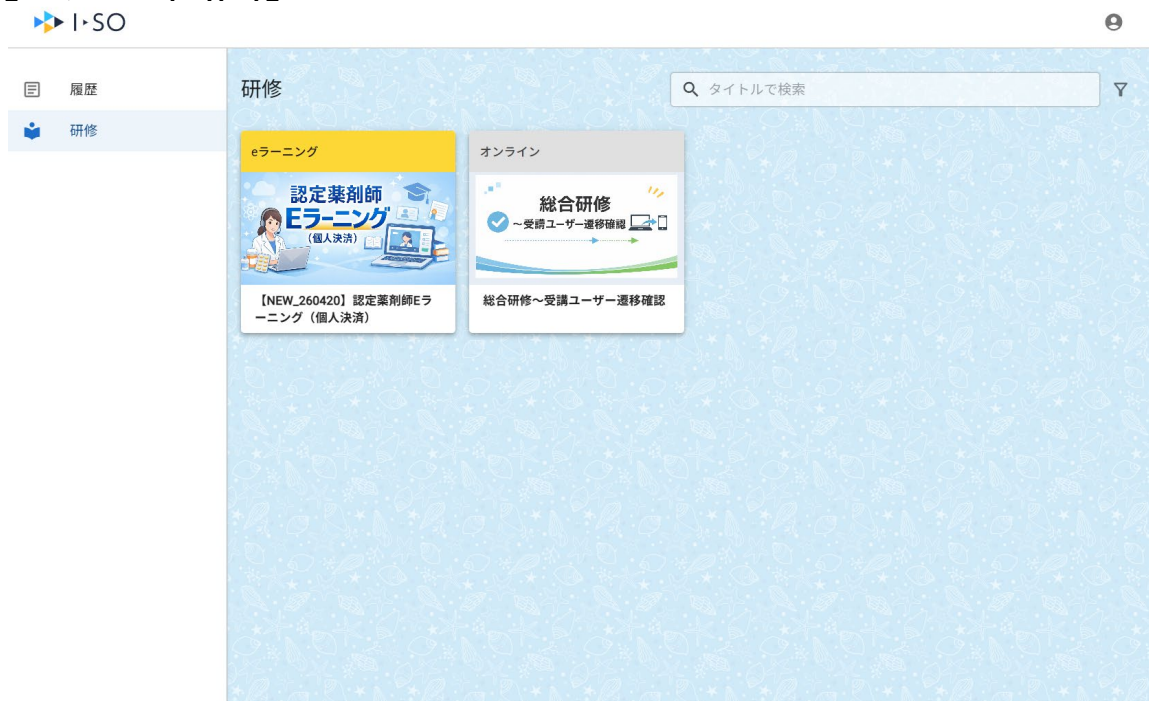 I·SO
履歴
研修
研修
タイトルで検索
eラーニング
認定薬剤師
Eラーニング
(個人決済)
【NEW_260420】認定薬剤師Eラ
ーニング（個人決済）
オンライン
総合研修
～受講ユーザー遷移確認
総合研修～受講ユーザー遷移確認